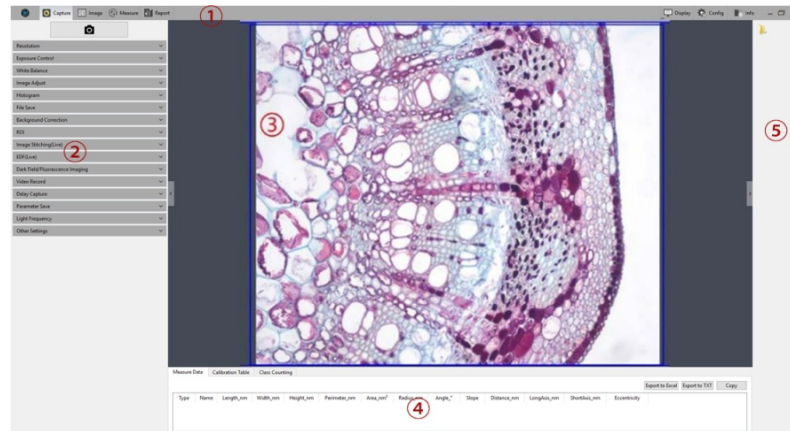 Capture Image Measure Report ① Display Config Info
Resolution
Exposure Control
White Balance
Image Adjust
Histogram
File Save
Background Correction
ROI
Image Stitching(Live)
②
EDF(Live)
Dark Field/Fluorescence Imaging
Video Record
Delay Capture
Parameter Save
Light Frequency
Other Settings
③
⑤
Measure Data Calibration Table Class Counting
Export to Excel Export to TXT Copy
Type Name Length_nm Width_nm Height_nm Perimeter_nm Area_nm² Radius_nm Angle_° Slope Distance_nm LongAxis_nm ShortAxis_nm Eccentricity
④